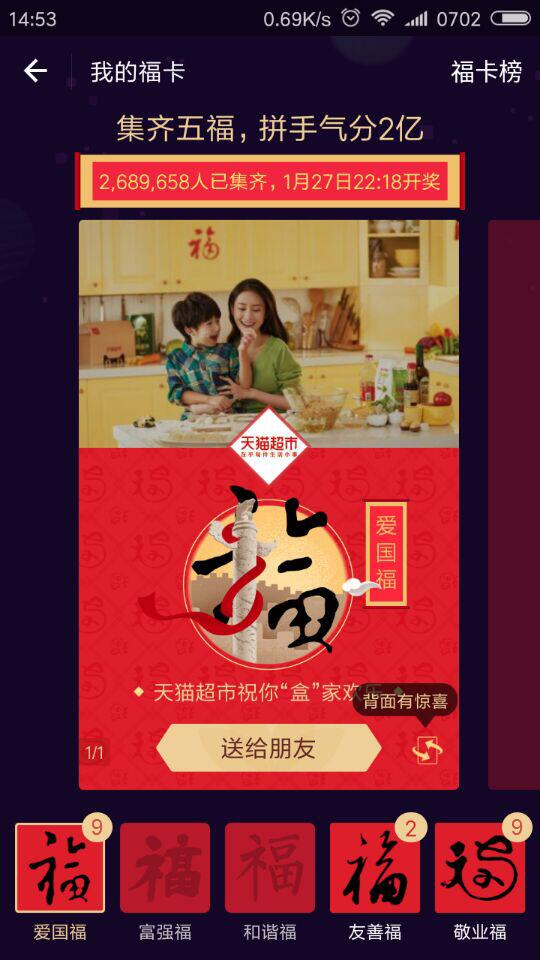 14:53 0.69K/s 0702
我的福卡 福卡榜
集齐五福，拼手气分2亿
2,689,658人已集齐，1月27日22:18开奖
福
天猫超市
在乎每件生活小事
福
爱国福
天猫超市祝你“盒”家欢乐
背面有惊喜
1/1
送给朋友
9 2 9
福 福 福 福 福
爱国福 富强福 和谐福 友善福 敬业福